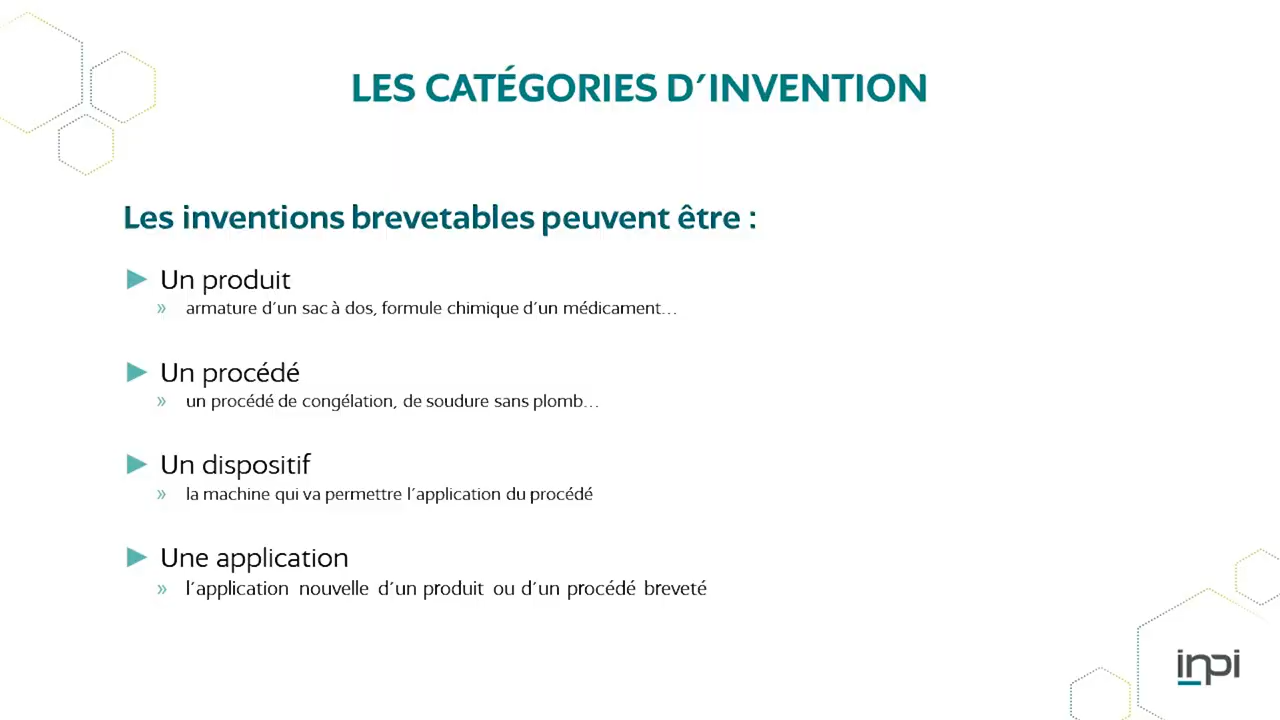 LES CATÉGORIES D´INVENTION
Les inventions brevetables peuvent être :
► Un produit
» armature d’un sac à dos, formule chimique d’un médicament…
► Un procédé
» un procédé de congélation, de soudure sans plomb…
► Un dispositif
» la machine qui va permettre l’application du procédé
► Une application
» l’application nouvelle d’un produit ou d’un procédé breveté
inpi